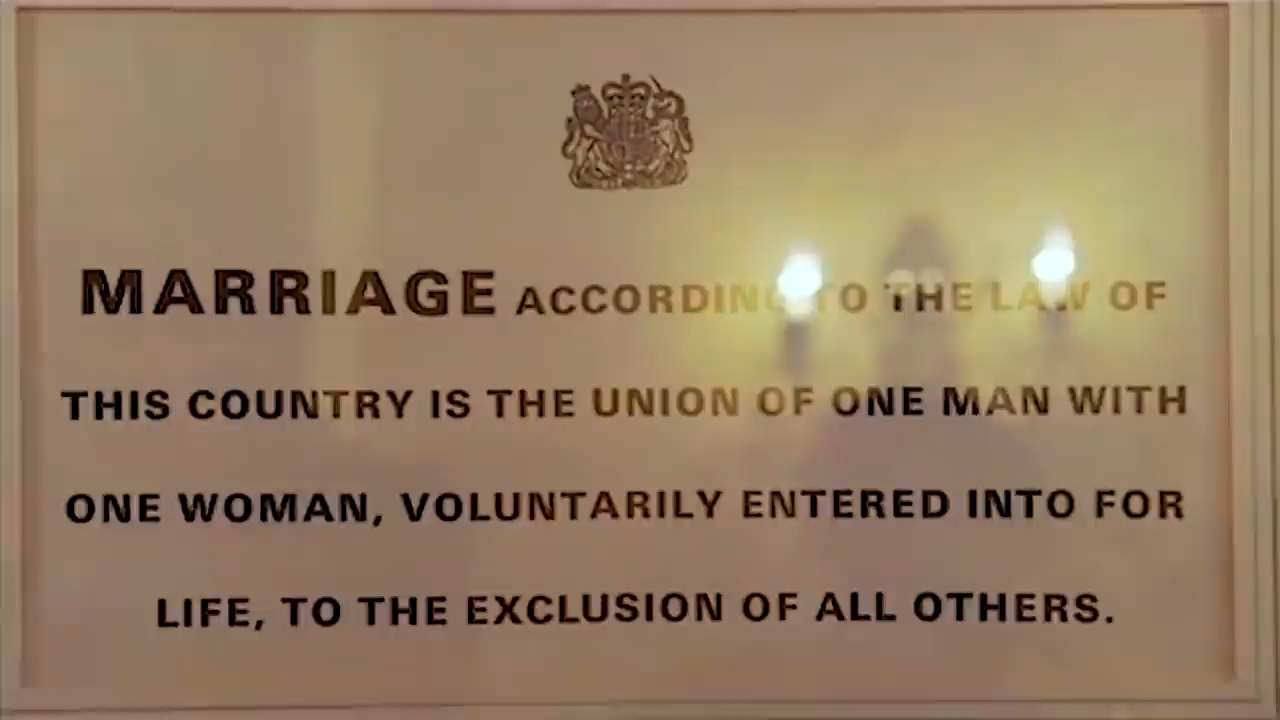 MARRIAGE ACCORDING TO THE LAW OF
THIS COUNTRY IS THE UNION OF ONE MAN WITH
ONE WOMAN, VOLUNTARILY ENTERED INTO FOR
LIFE, TO THE EXCLUSION OF ALL OTHERS.